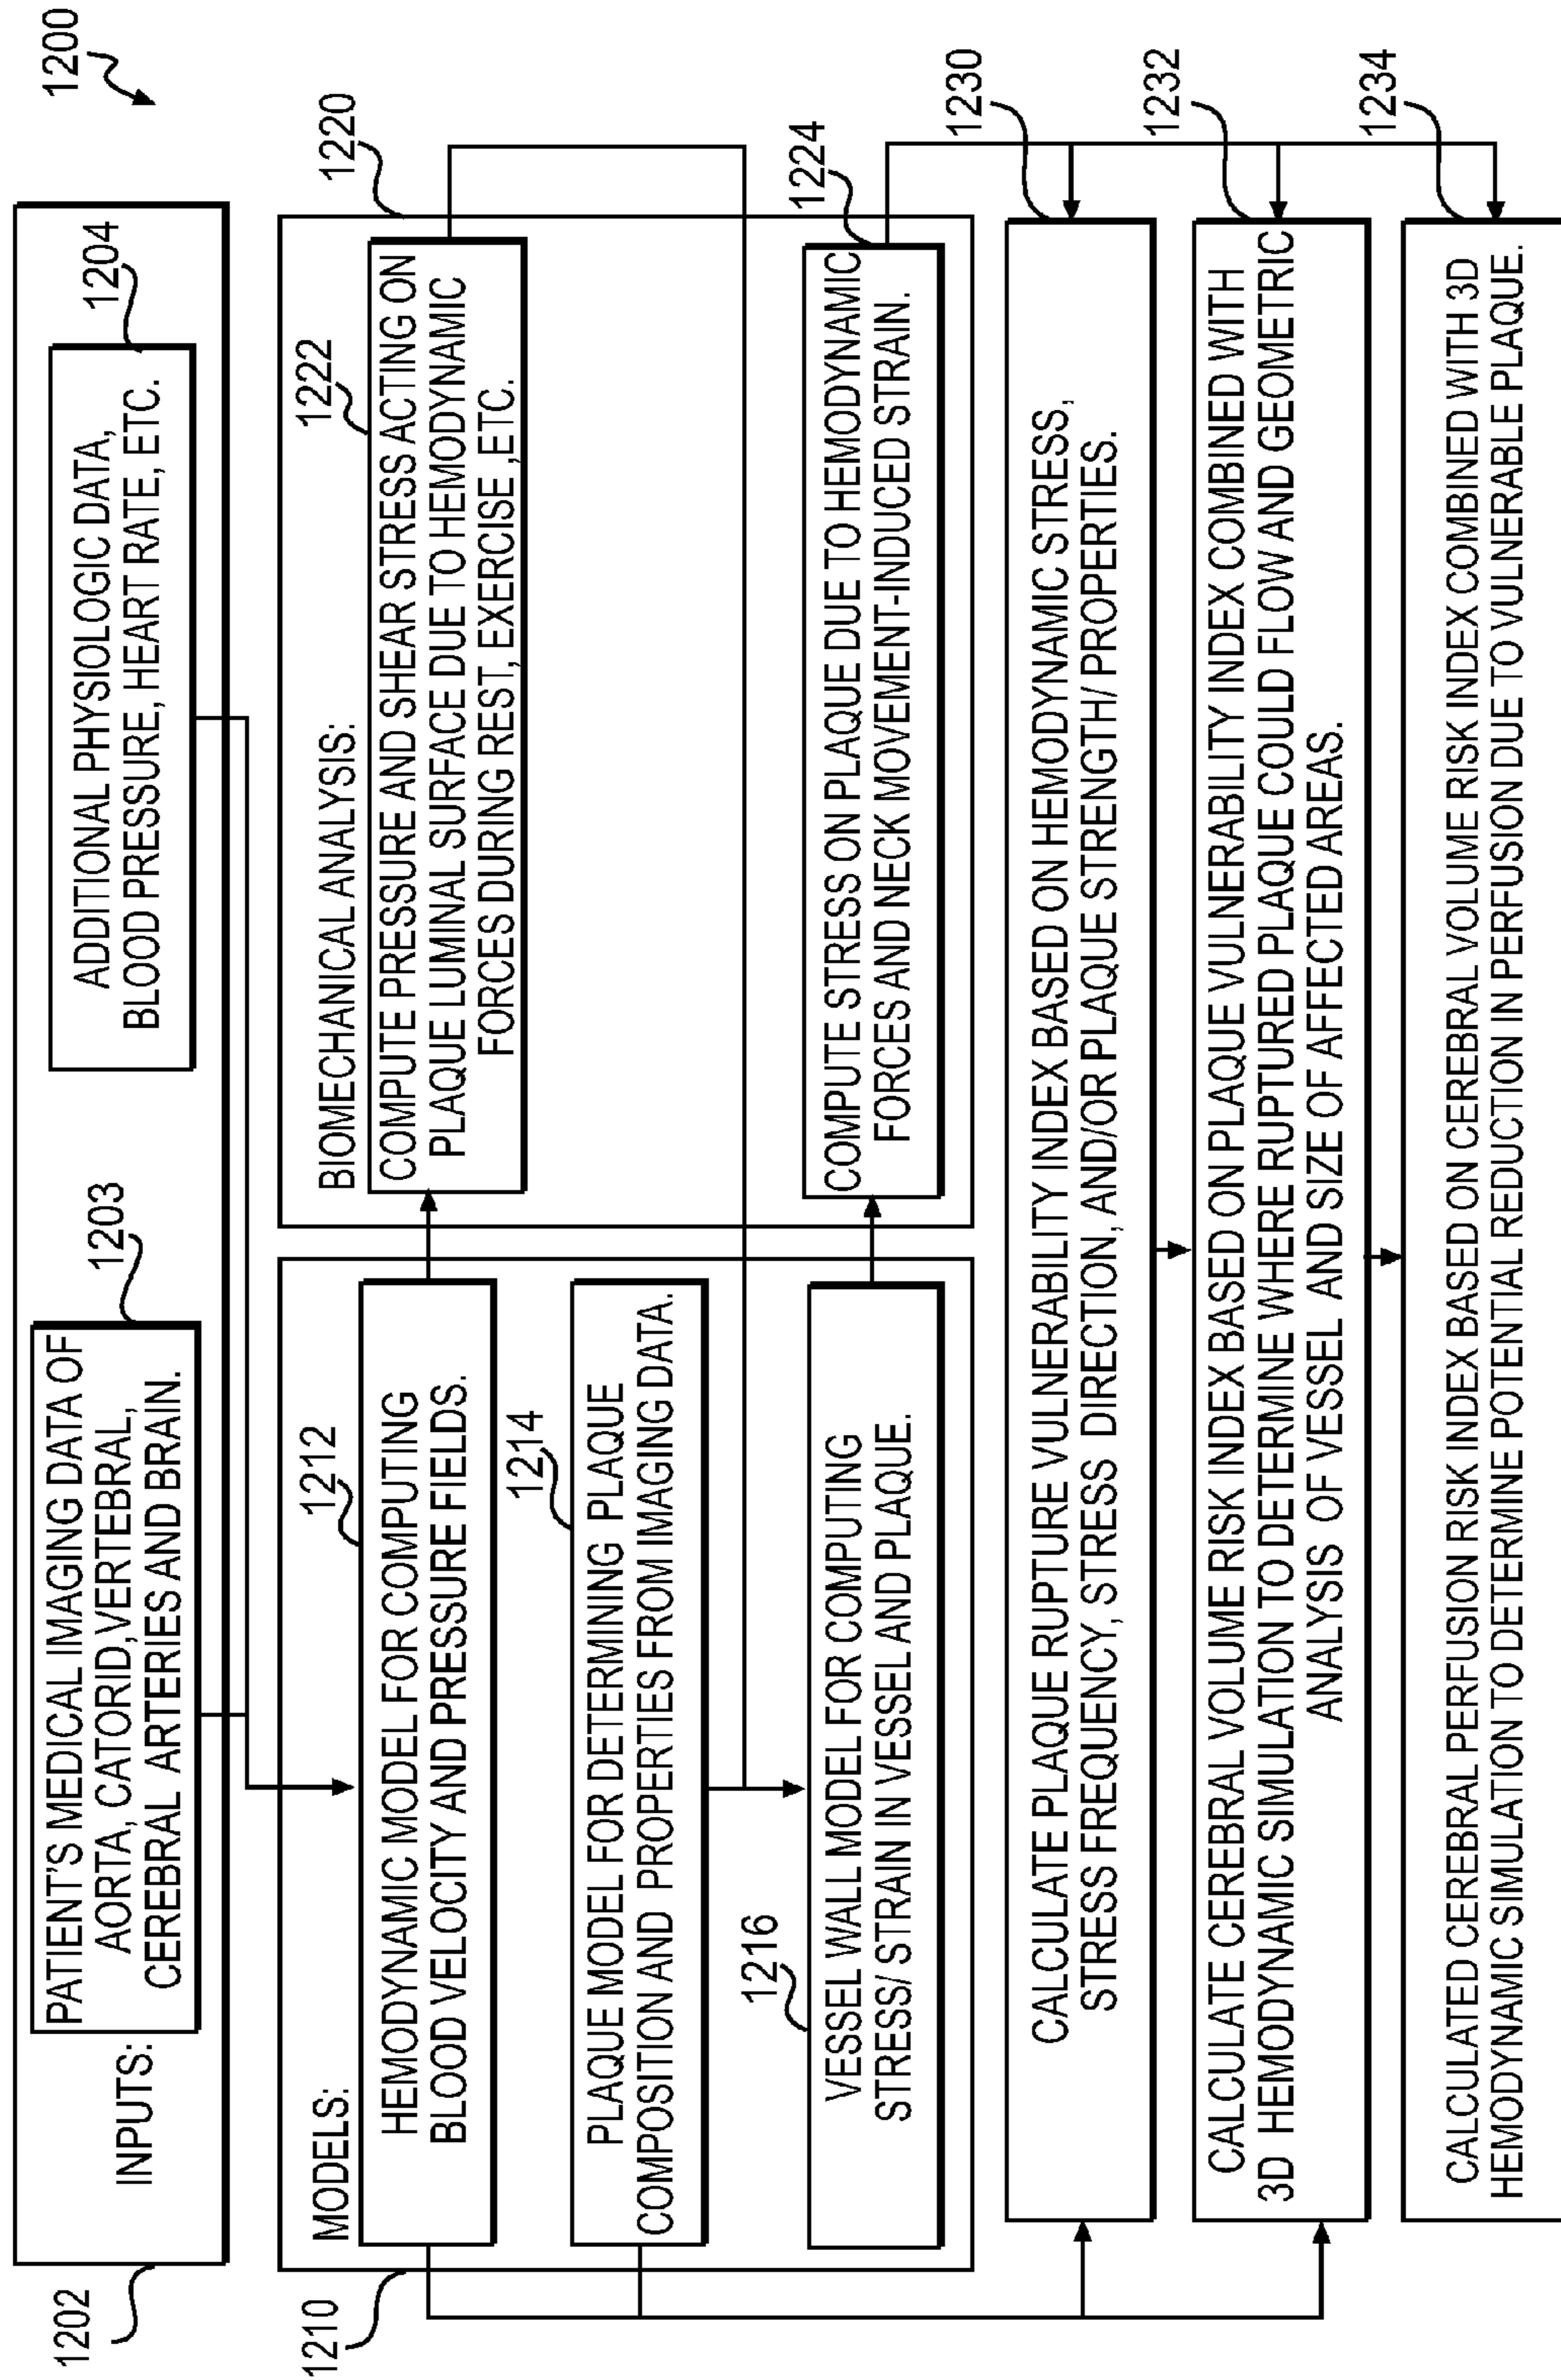 1200
1202
INPUTS:
1203
PATIENT'S MEDICAL IMAGING DATA OF
AORTA, CATORID,VERTEBRAL,
CEREBRAL ARTERIES AND BRAIN.
1204
ADDITIONAL PHYSIOLOGIC DATA,
BLOOD PRESSURE, HEART RATE, ETC.
1210
MODELS:
1212
HEMODYNAMIC MODEL FOR COMPUTING
BLOOD VELOCITY AND PRESSURE FIELDS.
1214
PLAQUE MODEL FOR DETERMINING PLAQUE
COMPOSITION AND PROPERTIES FROM IMAGING DATA.
1216
VESSEL WALL MODEL FOR COMPUTING
STRESS/ STRAIN IN VESSEL AND PLAQUE.
1220
BIOMECHANICAL ANALYSIS:
1222
COMPUTE PRESSURE AND SHEAR STRESS ACTING ON
PLAQUE LUMINAL SURFACE DUE TO HEMODYNAMIC
FORCES DURING REST, EXERCISE ,ETC.
1224
COMPUTE STRESS ON PLAQUE DUE TO HEMODYNAMIC
FORCES AND NECK MOVEMENT-INDUCED STRAIN.
1230
CALCULATE PLAQUE RUPTURE VULNERABILITY INDEX BASED ON HEMODYNAMIC STRESS,
STRESS FREQUENCY, STRESS DIRECTION, AND/OR PLAQUE STRENGTH/ PROPERTIES.
1232
CALCULATE CEREBRAL VOLUME RISK INDEX BASED ON PLAQUE VULNERABILITY INDEX COMBINED WITH
3D HEMODYNAMIC SIMULATION TO DETERMINE WHERE RUPTURED PLAQUE COULD FLOW AND GEOMETRIC
ANALYSIS OF VESSEL AND SIZE OF AFFECTED AREAS.
1234
CALCULATED CEREBRAL PERFUSION RISK INDEX BASED ON CEREBRAL VOLUME RISK INDEX COMBINED WITH 3D
HEMODYNAMIC SIMULATION TO DETERMINE POTENTIAL REDUCTION IN PERFUSION DUE TO VULNERABLE PLAQUE.